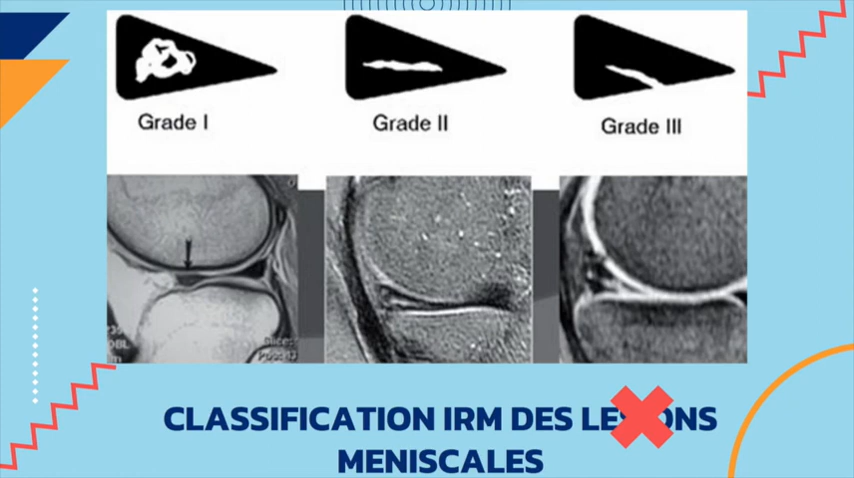 Grade I
Grade II
Grade III
CLASSIFICATION IRM DES
MENISCALES